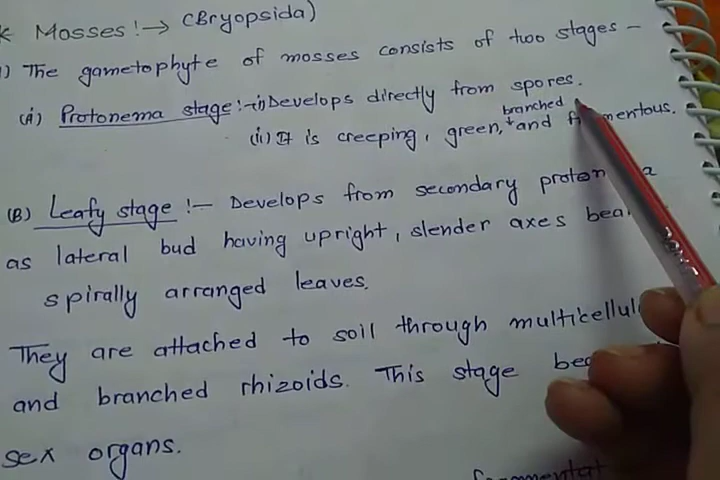 * Mosses :→ (Bryopsida)
1) The gametophyte of mosses consists of two stages -
(A) Protonema stage :- (i) Develops directly from spores.
(ii) It is creeping, green, branched and mentous.
(B) Leafy stage :- Develops from secondary
as lateral bud having upright, slender axes
spirally arranged leaves.
They are attached to soil through
and branched rhizoids. This stage
sex organs.